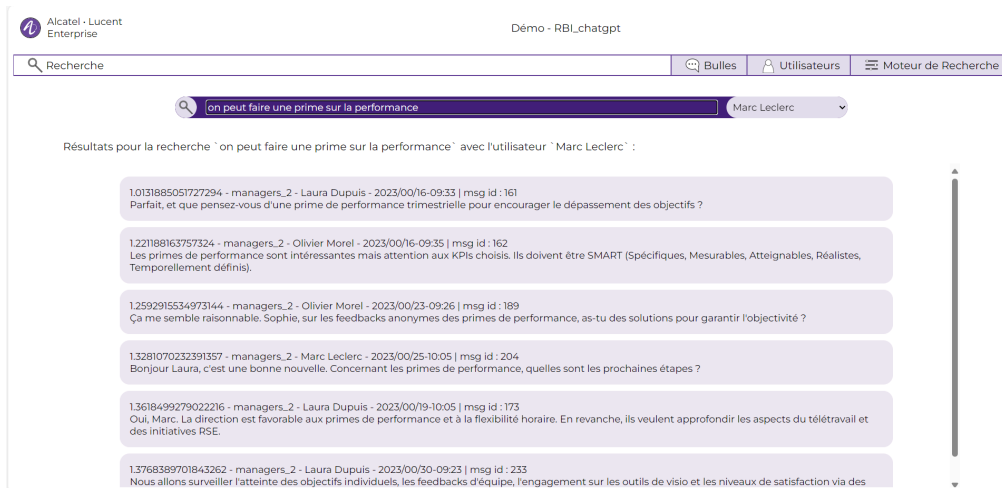 Alcatel · Lucent
Enterprise
Démo - RBI_chatgpt
Recherche
Bulles
Utilisateurs
Moteur de Recherche
on peut faire une prime sur la performance
Marc Leclerc
Résultats pour la recherche `on peut faire une prime sur la performance` avec l'utilisateur `Marc Leclerc` :
1.0131885051727294 - managers_2 - Laura Dupuis - 2023/00/16-09:33 | msg id : 161
Parfait, et que pensez-vous d'une prime de performance trimestrielle pour encourager le dépassement des objectifs ?
1.221188163757324 - managers_2 - Olivier Morel - 2023/00/16-09:35 | msg id : 162
Les primes de performance sont intéressantes mais attention aux KPIs choisis. Ils doivent être SMART (Spécifiques, Mesurables, Atteignables, Réalistes,
Temporellement définis).
1.2592915534973144 - managers_2 - Olivier Morel - 2023/00/23-09:26 | msg id : 189
Ça me semble raisonnable. Sophie, sur les feedbacks anonymes des primes de performance, as-tu des solutions pour garantir l'objectivité ?
1.3281070232391357 - managers_2 - Marc Leclerc - 2023/00/25-10:05 | msg id : 204
Bonjour Laura, c'est une bonne nouvelle. Concernant les primes de performance, quelles sont les prochaines étapes ?
1.3618499279022216 - managers_2 - Laura Dupuis - 2023/00/19-10:05 | msg id : 173
Oui, Marc. La direction est favorable aux primes de performance et à la flexibilité horaire. En revanche, ils veulent approfondir les aspects du télétravail et
des initiatives RSE.
1.3768389701843262 - managers_2 - Laura Dupuis - 2023/00/30-09:23 | msg id : 233
Nous allons surveiller l'atteinte des objectifs individuels, les feedbacks d'équipe, l'engagement sur les outils de visio et les niveaux de satisfaction via des